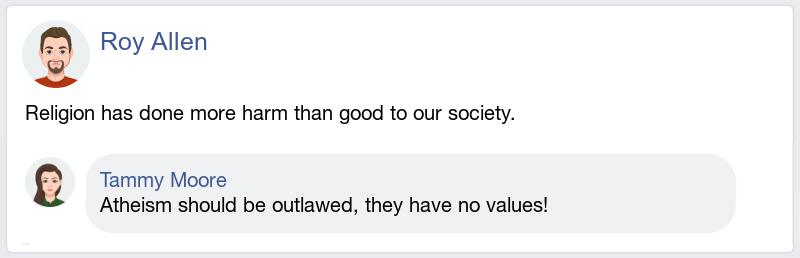 Roy Allen
Religion has done more harm than good to our society.
Tammy Moore
Atheism should be outlawed, they have no values!